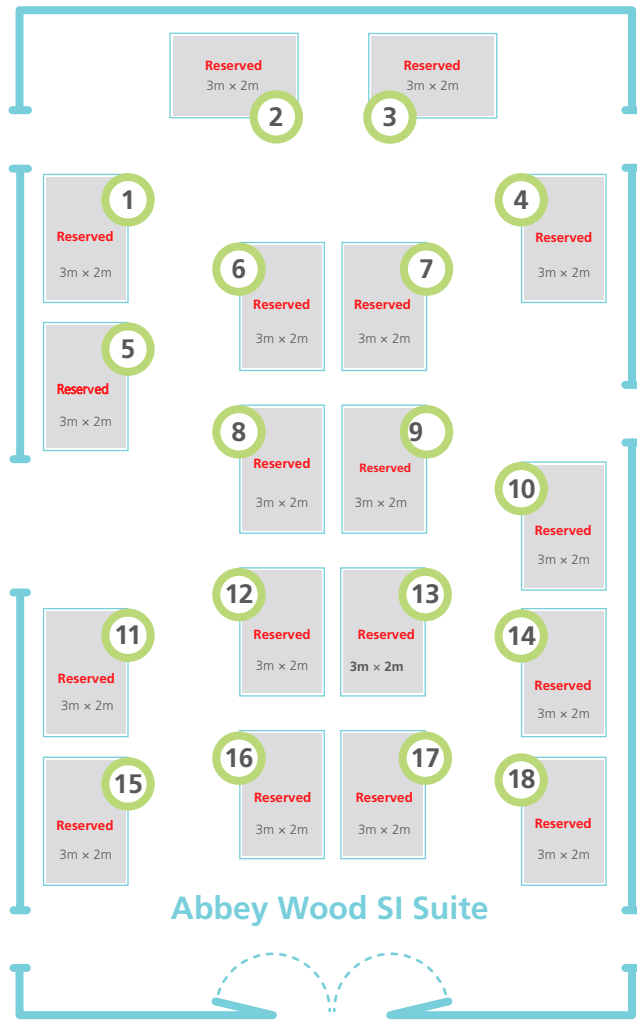 Reserved
3m × 2m
2
Reserved
3m × 2m
3
1
Reserved
3m × 2m
4
Reserved
3m × 2m
6
Reserved
3m × 2m
7
Reserved
3m × 2m
5
Reserved
3m × 2m
8
Reserved
3m × 2m
9
Reserved
3m × 2m
10
Reserved
3m × 2m
12
Reserved
3m × 2m
13
Reserved
3m × 2m
11
Reserved
3m × 2m
14
Reserved
3m × 2m
16
Reserved
3m × 2m
17
Reserved
3m × 2m
15
Reserved
3m × 2m
18
Reserved
3m × 2m
Abbey Wood SI Suite